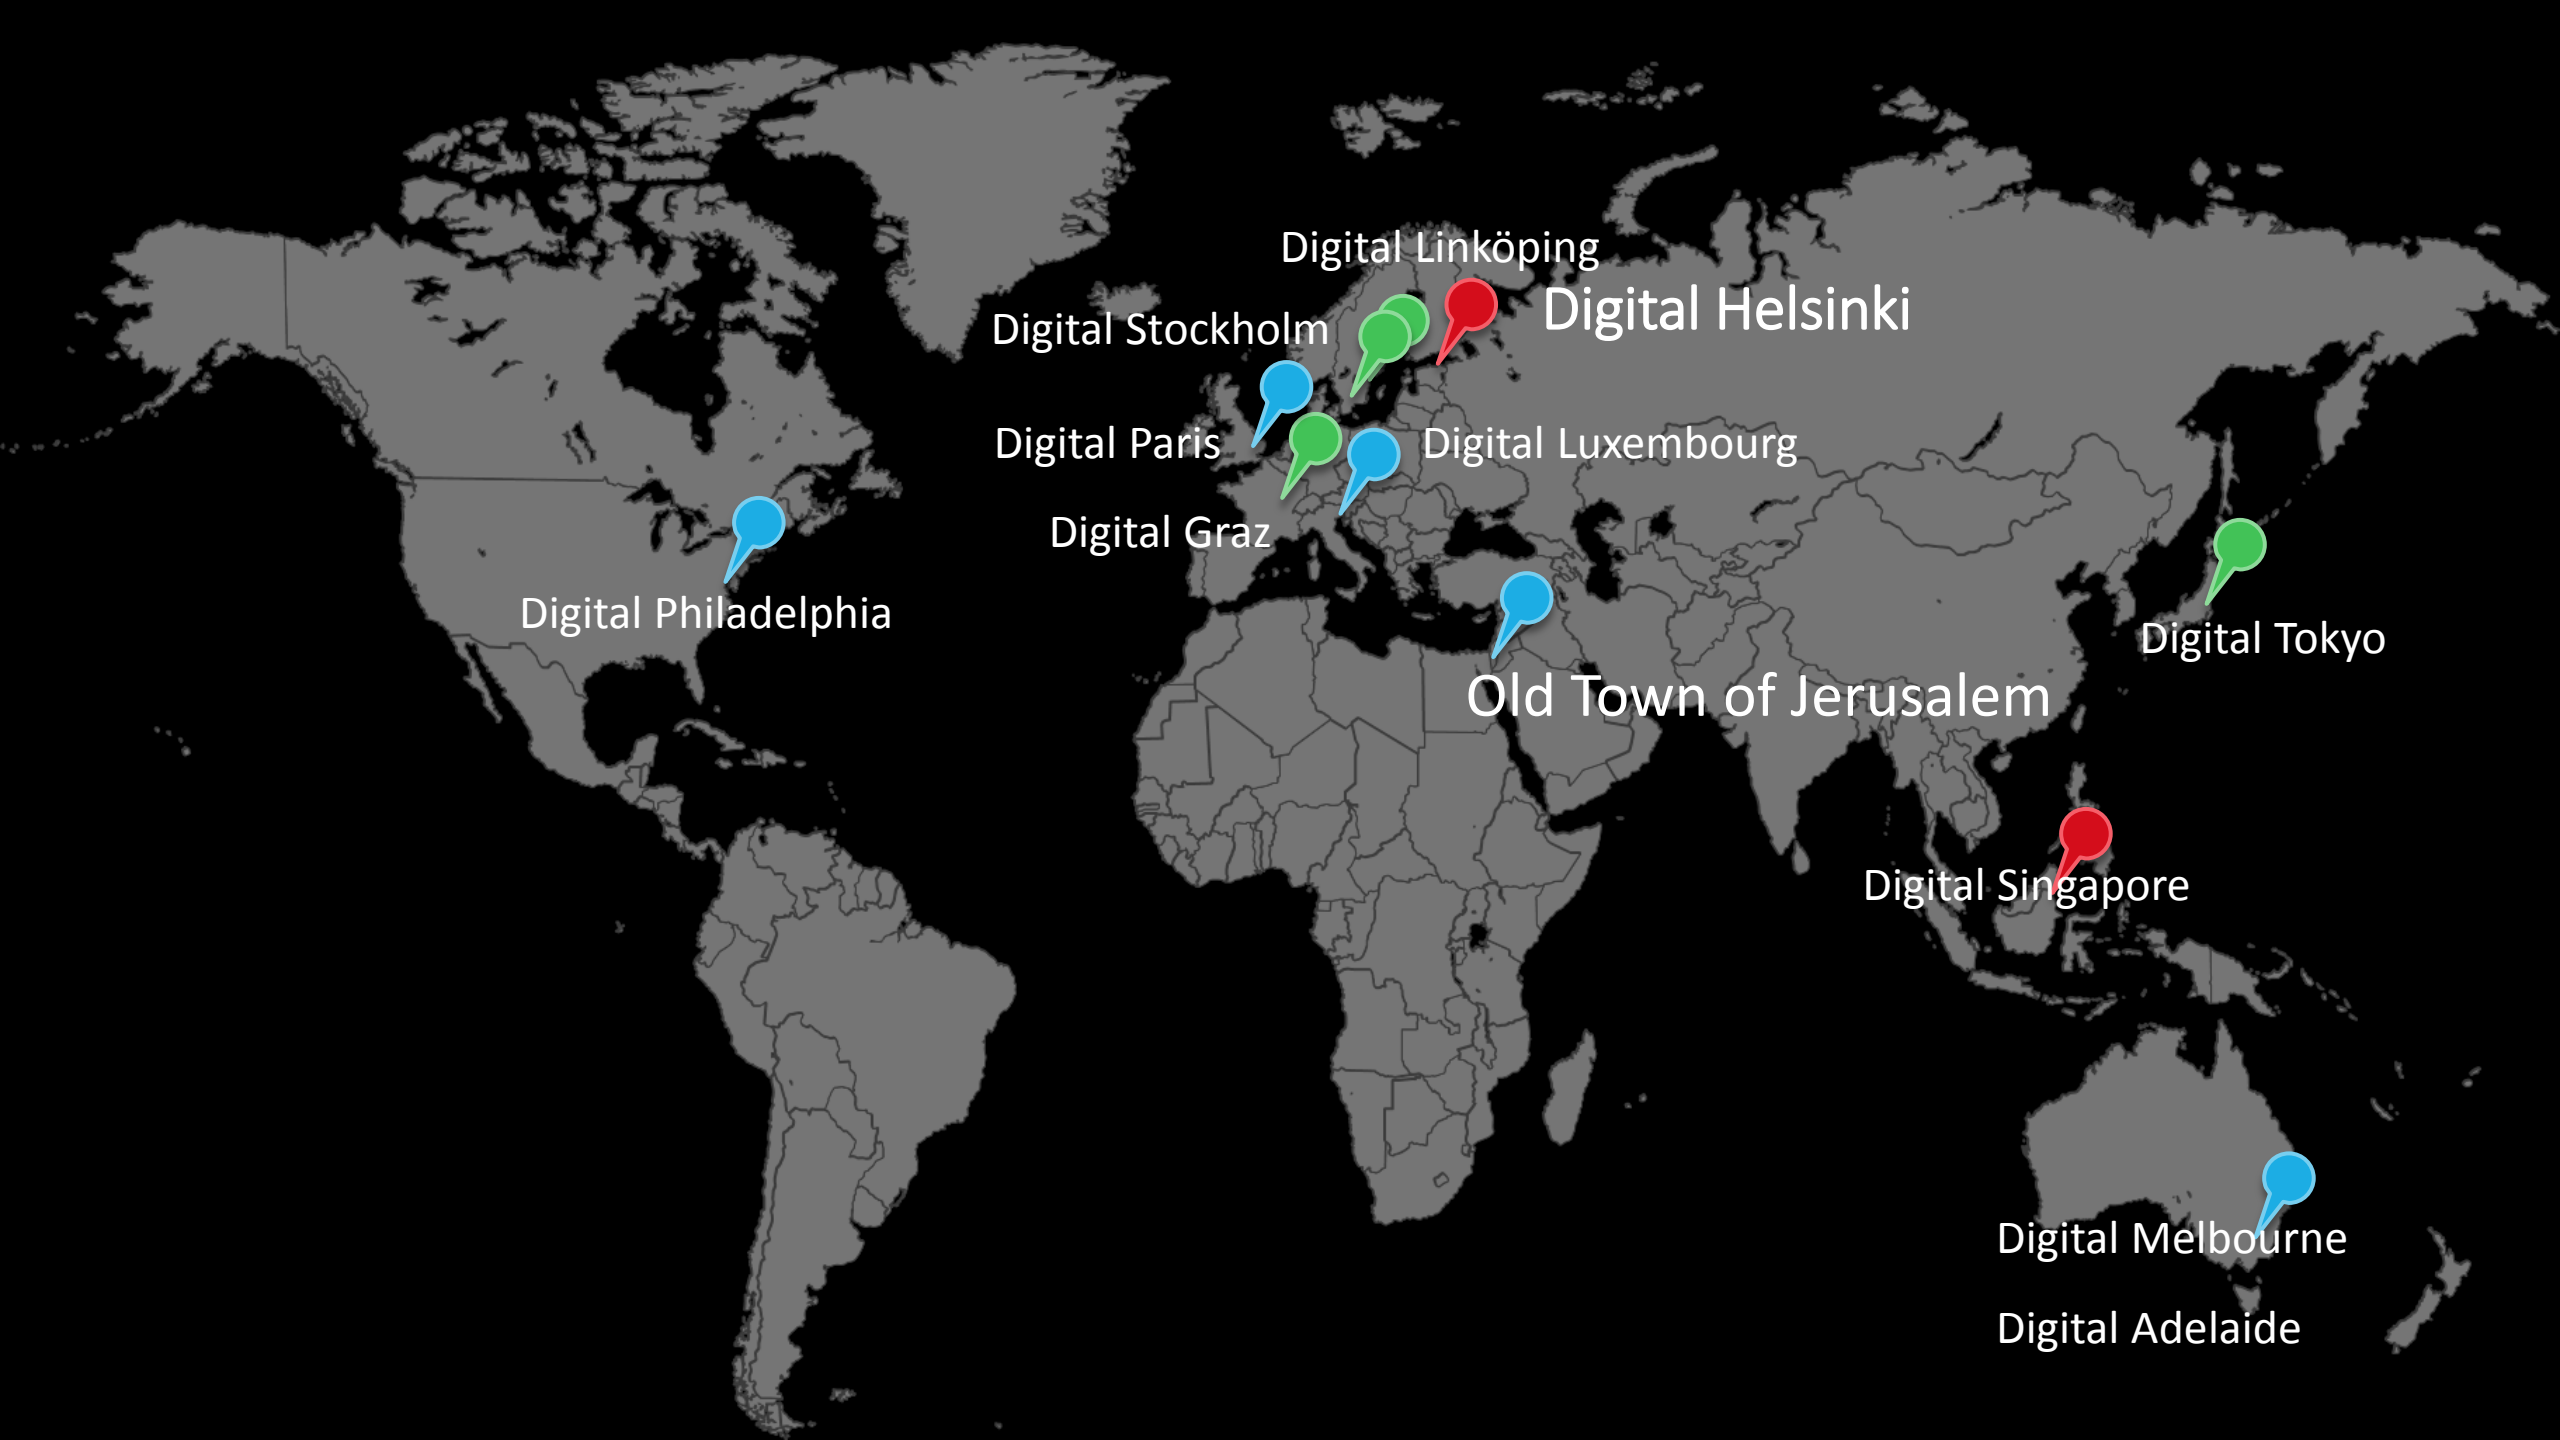 Digital Linköping
Digital Helsinki
Digital Stockholm
Digital Paris
Digital Luxembourg
Digital Graz
Digital Philadelphia
Digital Tokyo
Old Town of Jerusalem
Digital Singapore
Digital Melbourne
Digital Adelaide